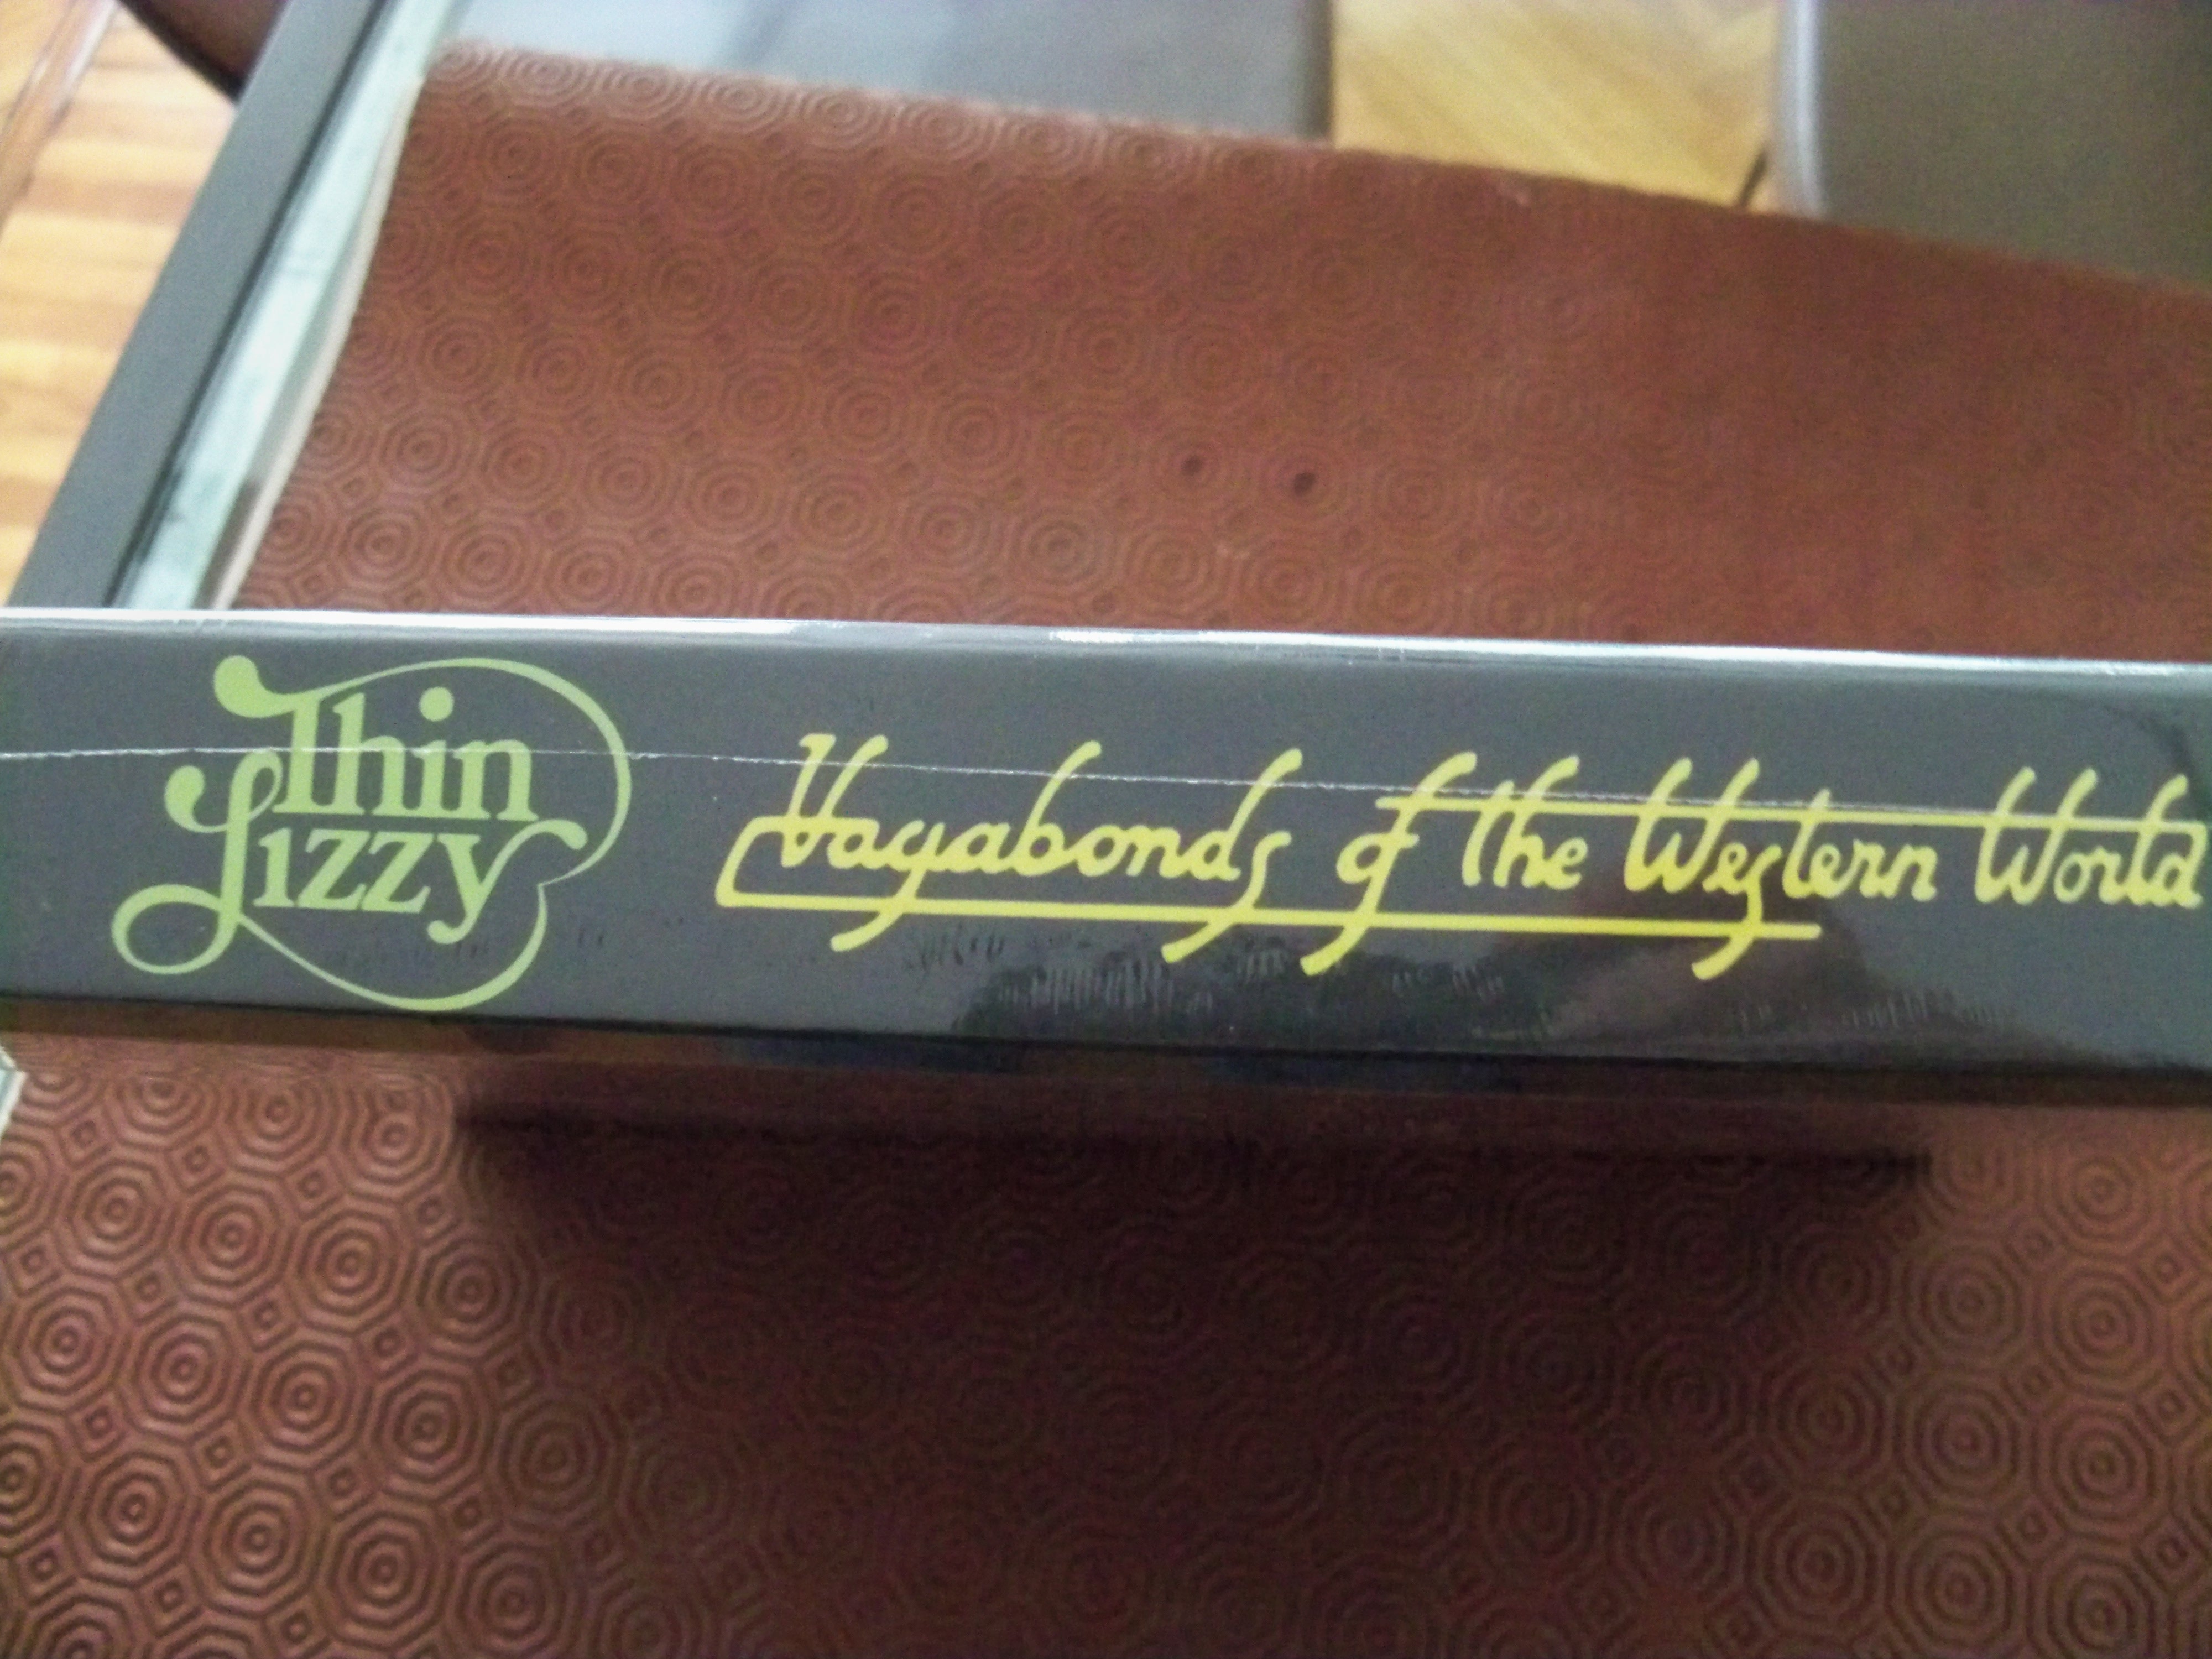 Thin
Lizzy
Vagabonds of the Western World